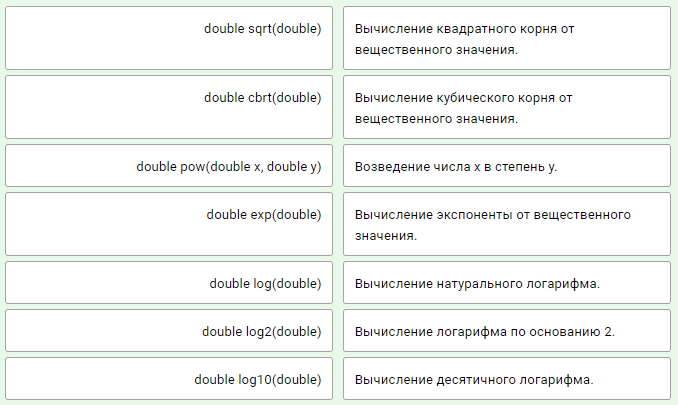 double sqrt(double)
Вычисление квадратного корня от
вещественного значения.
double cbrt(double)
Вычисление кубического корня от
вещественного значения.
double pow(double x, double y)
Возведение числа x в степень y.
double exp(double)
Вычисление экспоненты от вещественного
значения.
double log(double)
Вычисление натурального логарифма.
double log2(double)
Вычисление логарифма по основанию 2.
double log10(double)
Вычисление десятичного логарифма.